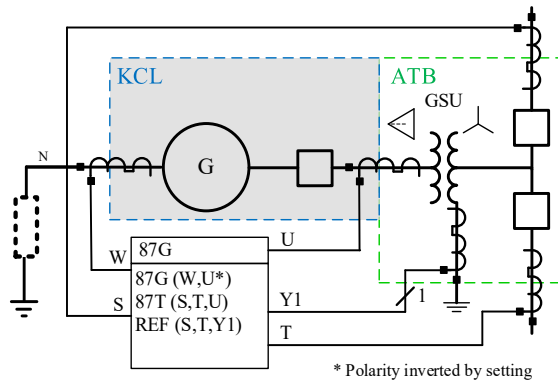 KCL
ATB
GSU
N
G
W
87G
U
87G (W,U*)
87T (S,T,U)
REF (S,T,Y1)
S
Y1
1
T
* Polarity inverted by setting